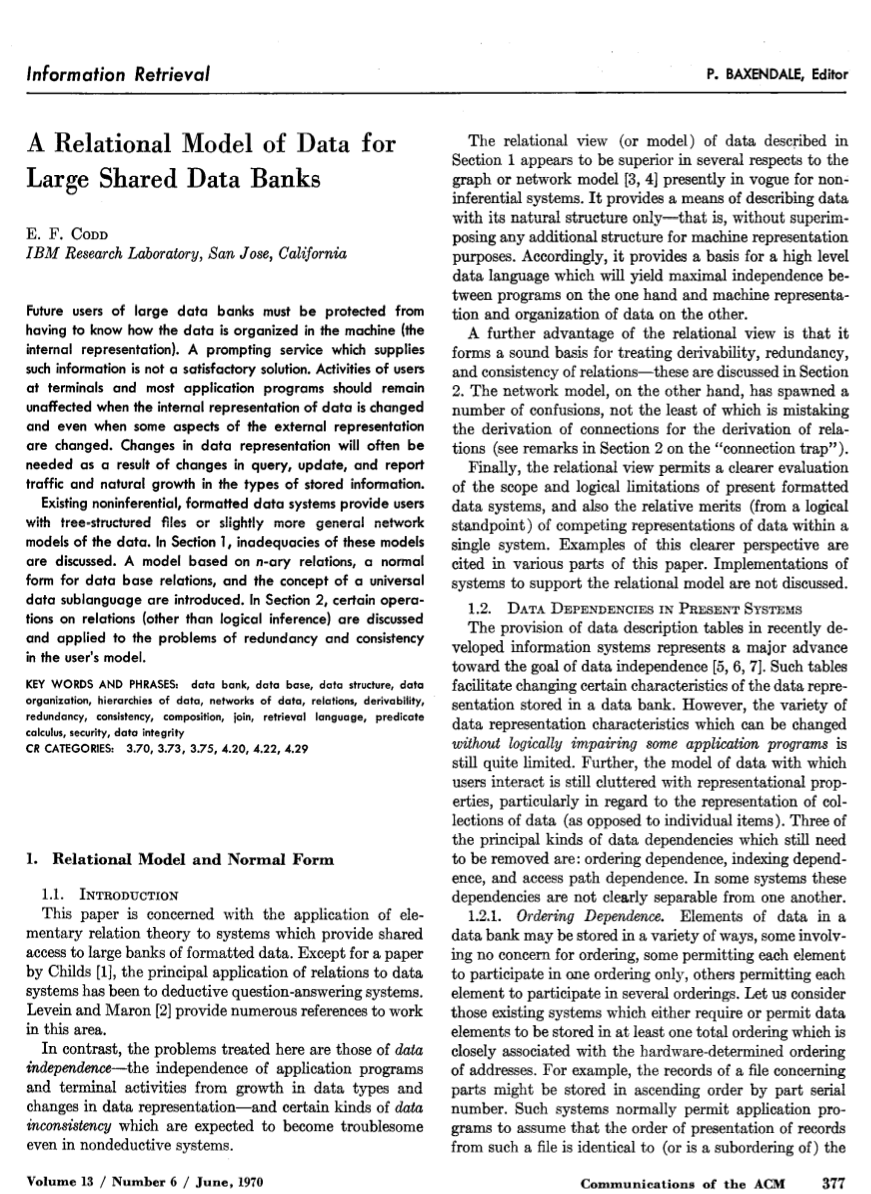 Information Retrieval
P. BAXENDALE, Editor
A Relational Model of Data for
Large Shared Data Banks
E. F. CODD
IBM Research Laboratory, San Jose, California
Future users of large data banks must be protected from
having to know how the data is organized in the machine (the
internal representation). A prompting service which supplies
such information is not a satisfactory solution. Activities of users
at terminals and most application programs should remain
unaffected when the internal representation of data is changed
and even when some aspects of the external representation
are changed. Changes in data representation will often be
needed as a result of changes in query, update, and report
traffic and natural growth in the types of stored information.
Existing noninferential, formatted data systems provide users
with tree-structured files or slightly more general network
models of the data. In Section 1, inadequacies of these models
are discussed. A model based on n-ary relations, a normal
form for data base relations, and the concept of a universal
data sublanguage are introduced. In Section 2, certain opera-
tions on relations (other than logical inference) are discussed
and applied to the problems of redundancy and consistency
in the user's model.
KEY WORDS AND PHRASES: data bank, data base, data structure, data
organization, hierarchies of data, networks of data, relations, derivability,
redundancy, consistency, composition, join, retrieval language, predicate
calculus, security, data integrity
CR CATEGORIES: 3.70, 3.73, 3.75, 4.20, 4.22, 4.29
1. Relational Model and Normal Form
1.1. INTRODUCTION
This paper is concerned with the application of ele-
mentary relation theory to systems which provide shared
access to large banks of formatted data. Except for a paper
by Childs [1], the principal application of relations to data
systems has been to deductive question-answering systems.
Levein and Maron [2] provide numerous references to work
in this area.
In contrast, the problems treated here are those of data
independence—the independence of application programs
and terminal activities from growth in data types and
changes in data representation—and certain kinds of data
inconsistency which are expected to become troublesome
even in nondeductive systems.
The relational view (or model) of data described in
Section 1 appears to be superior in several respects to the
graph or network model [3, 4] presently in vogue for non-
inferential systems. It provides a means of describing data
with its natural structure only—that is, without superim-
posing any additional structure for machine representation
purposes. Accordingly, it provides a basis for a high level
data language which will yield maximal independence be-
tween programs on the one hand and machine representa-
tion and organization of data on the other.
A further advantage of the relational view is that it
forms a sound basis for treating derivability, redundancy,
and consistency of relations—these are discussed in Section
2. The network model, on the other hand, has spawned a
number of confusions, not the least of which is mistaking
the derivation of connections for the derivation of rela-
tions (see remarks in Section 2 on the “connection trap”).
Finally, the relational view permits a clearer evaluation
of the scope and logical limitations of present formatted
data systems, and also the relative merits (from a logical
standpoint) of competing representations of data within a
single system. Examples of this clearer perspective are
cited in various parts of this paper. Implementations of
systems to support the relational model are not discussed.
1.2. DATA DEPENDENCIES IN PRESENT SYSTEMS
The provision of data description tables in recently de-
veloped information systems represents a major advance
toward the goal of data independence [5, 6, 7]. Such tables
facilitate changing certain characteristics of the data repre-
sentation stored in a data bank. However, the variety of
data representation characteristics which can be changed
without logically impairing some application programs is
still quite limited. Further, the model of data with which
users interact is still cluttered with representational prop-
erties, particularly in regard to the representation of col-
lections of data (as opposed to individual items). Three of
the principal kinds of data dependencies which still need
to be removed are: ordering dependence, indexing depend-
ence, and access path dependence. In some systems these
dependencies are not clearly separable from one another.
1.2.1. Ordering Dependence. Elements of data in a
data bank may be stored in a variety of ways, some involv-
ing no concern for ordering, some permitting each element
to participate in one ordering only, others permitting each
element to participate in several orderings. Let us consider
those existing systems which either require or permit data
elements to be stored in at least one total ordering which is
closely associated with the hardware-determined ordering
of addresses. For example, the records of a file concerning
parts might be stored in ascending order by part serial
number. Such systems normally permit application pro-
grams to assume that the order of presentation of records
from such a file is identical to (or is a subordering of) the
Volume 13 / Number 6 / June, 1970
Communications of the ACM 377